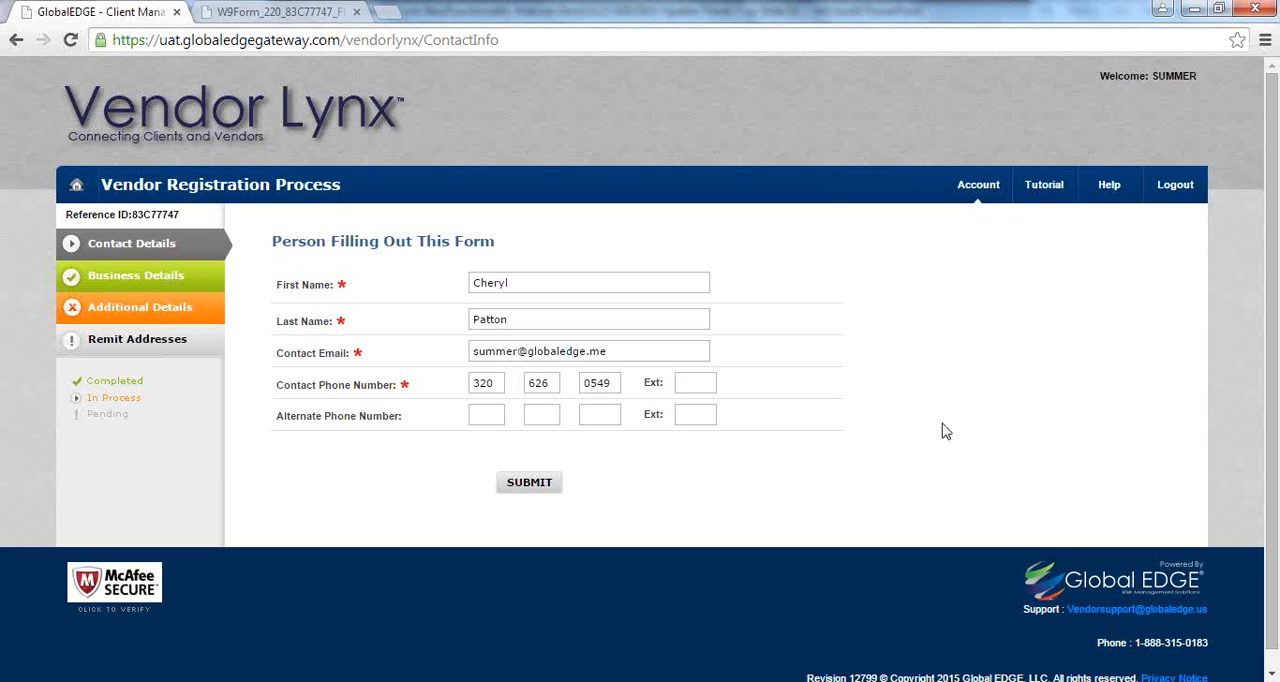 GlobalEDGE - Client Mana
W9Form_220_83C77747_Fi
https://uat.globaledgegateway.com/vendorlynx/ContactInfo
Welcome: SUMMER
Vendor Lynx™
Connecting Clients and Vendors
Vendor Registration Process
Account
Tutorial
Help
Logout
Reference ID:83C77747
Contact Details
Business Details
Additional Details
Remit Addresses
Completed
In Process
Pending
Person Filling Out This Form
First Name: * Cheryl
Last Name: * Patton
Contact Email: * summer@globaledge.me
Contact Phone Number: * 320 626 0549 Ext:
Alternate Phone Number: Ext:
SUBMIT
McAfee
SECURE
CLICK TO VERIFY
Powered By
Global EDGE
Risk Management Solutions
Support : Vendorsupport@globaledge.us
Phone : 1-888-315-0183
Revision 12799 © Copyright 2015 Global EDGE, LLC. All rights reserved. Privacy Notice